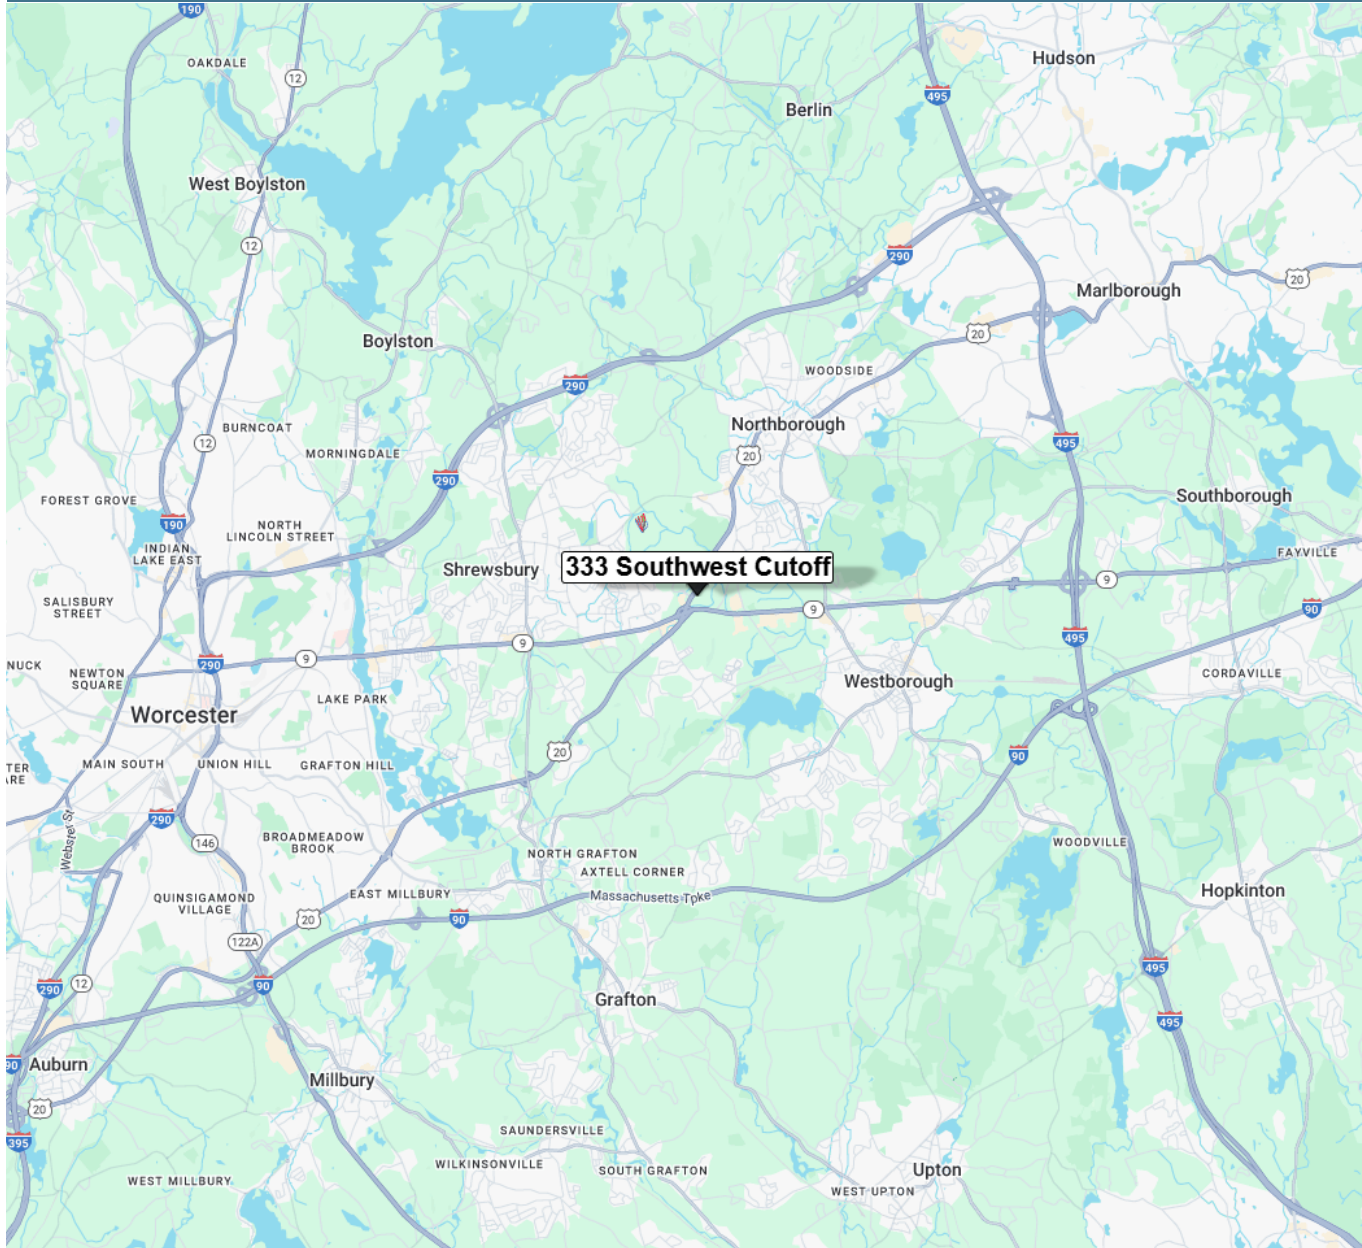 190
OAKDALE
12
Hudson
495
Berlin
West Boylston
12
290
20
Marlborough
20
Boylston
WOODSIDE
290
BURNCOAT
Northborough
12
495
MORNINGDALE
20
290
FOREST GROVE
Southborough
190
NORTH
LINCOLN STREET
INDIAN
LAKE EAST
FAYVILLE
Shrewsbury
333 Southwest Cutoff
9
SALISBURY
STREET
9
90
495
9
9
290
NUCK
NEWTON
SQUARE
CORDAVILLE
Westborough
LAKE PARK
Worcester
20
90
MAIN SOUTH
UNION HILL
GRAFTON HILL
TER
ARE
290
Webster St
146
BROADMEADOW
BROOK
WOODVILLE
NORTH GRAFTON
AXTELL CORNER
Hopkinton
EAST MILLBURY
Massachusetts Tpke
QUINSIGAMOND
VILLAGE
20
90
122A
495
12
290
90
Grafton
495
90
Auburn
Millbury
20
395
SAUNDERSVILLE
WILKINSONVILLE
SOUTH GRAFTON
Upton
WEST MILLBURY
WEST UPTON